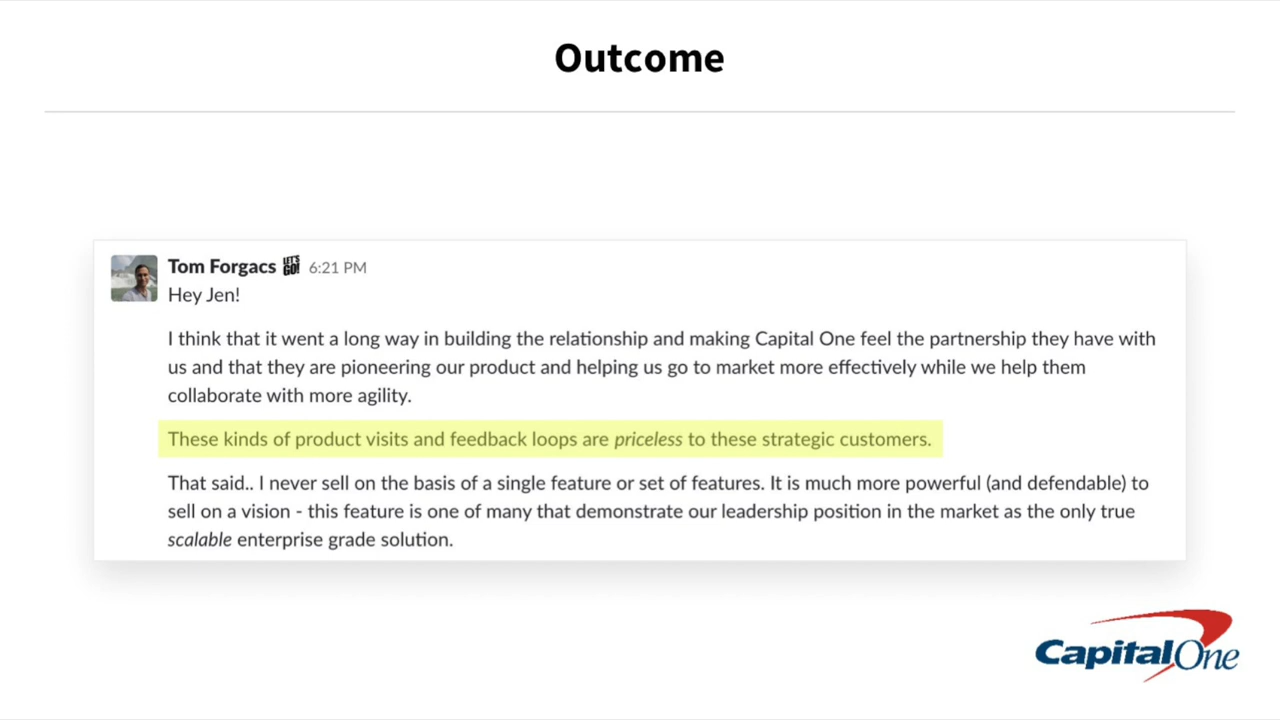 Outcome
Tom Forgacs LET'S GO! 6:21 PM
Hey Jen!
I think that it went a long way in building the relationship and making Capital One feel the partnership they have with
us and that they are pioneering our product and helping us go to market more effectively while we help them
collaborate with more agility.
These kinds of product visits and feedback loops are priceless to these strategic customers.
That said.. I never sell on the basis of a single feature or set of features. It is much more powerful (and defendable) to
sell on a vision - this feature is one of many that demonstrate our leadership position in the market as the only true
scalable enterprise grade solution.
CapitalOne